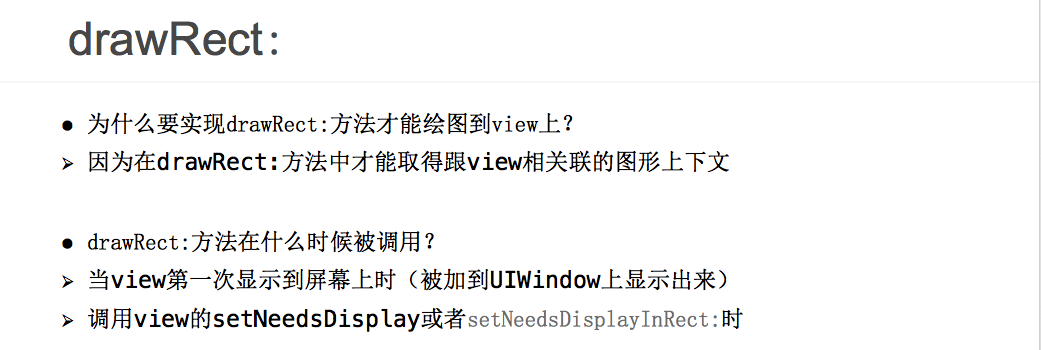 drawRect:
● 为什么要实现drawRect:方法才能绘图到view上？
➢ 因为在drawRect:方法中才能取得跟view相关联的图形上下文
● drawRect:方法在什么时候被调用？
➢ 当view第一次显示到屏幕上时（被加到UIWindow上显示出来）
➢ 调用view的setNeedsDisplay或者setNeedsDisplayInRect:时